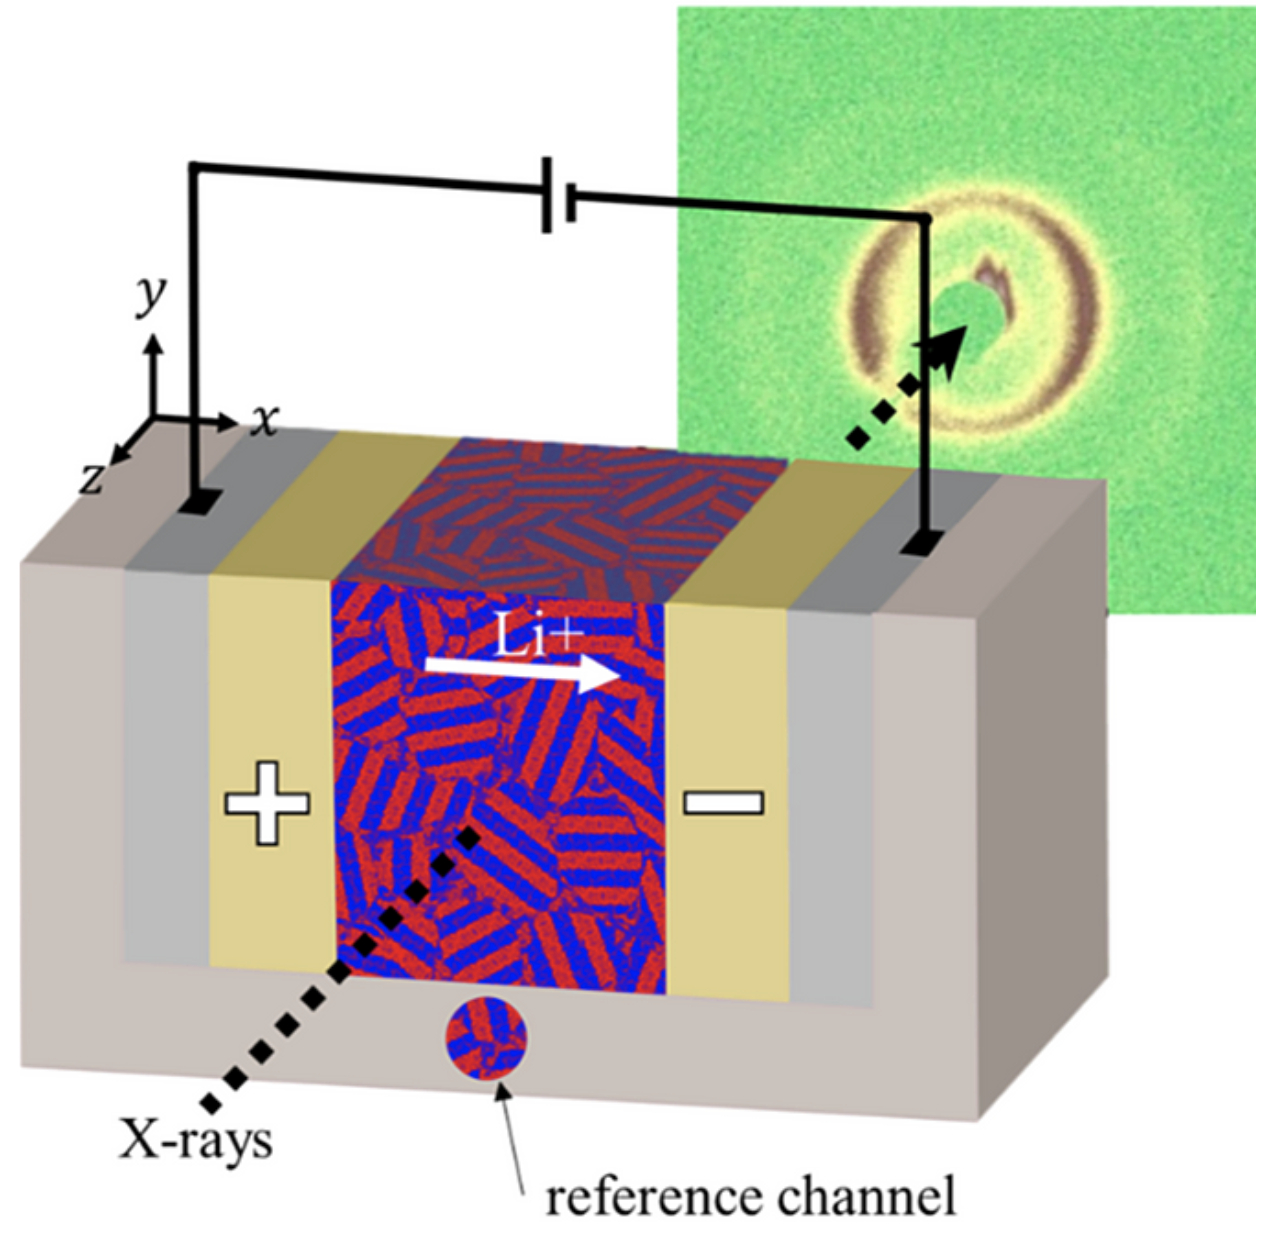 y
x
z
Li+
+
−
X-rays
reference channel